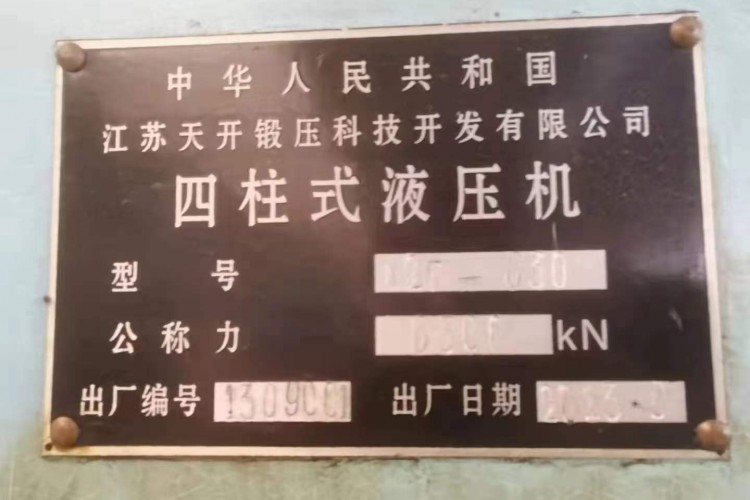 中华人民共和国
江苏天开锻压科技开发有限公司
四柱式液压机
型号
公称力 kN
出厂编号 1309001 出厂日期